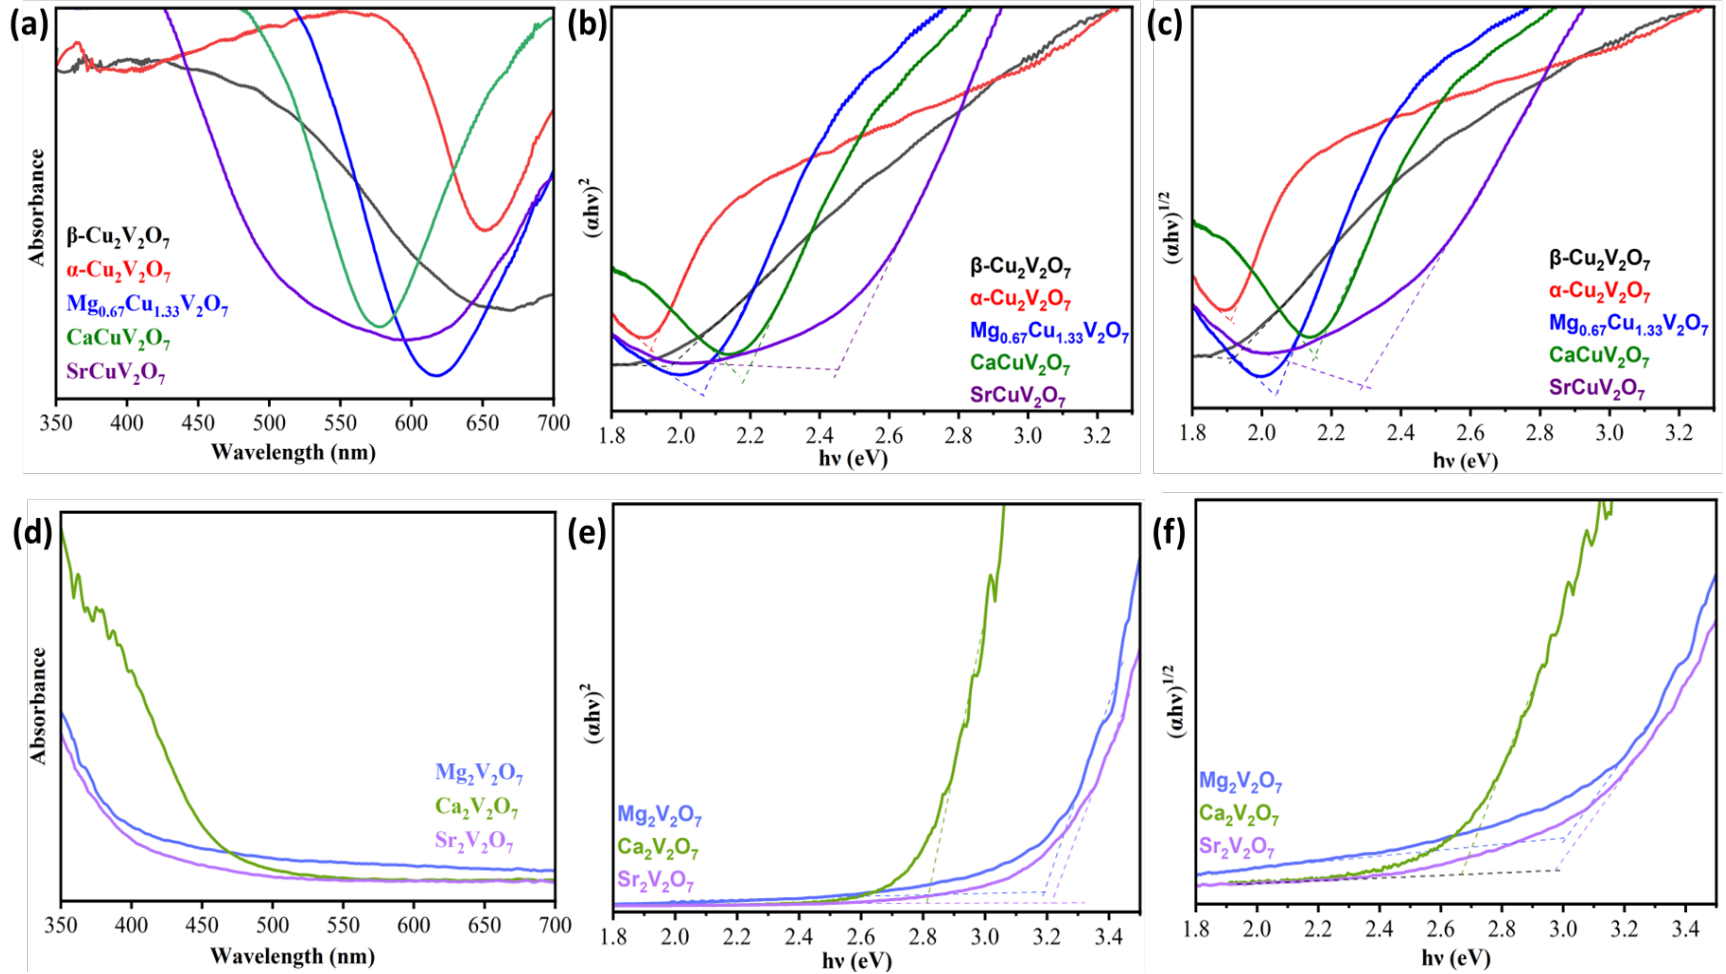 (a)
Absorbance
β-Cu₂V₂O₇
α-Cu₂V₂O₇
Mg₀.₆₇Cu₁.₃₃V₂O₇
CaCuV₂O₇
SrCuV₂O₇
350 400 450 500 550 600 650 700
Wavelength (nm)
(b)
(αhν)²
β-Cu₂V₂O₇
α-Cu₂V₂O₇
Mg₀.₆₇Cu₁.₃₃V₂O₇
CaCuV₂O₇
SrCuV₂O₇
1.8 2.0 2.2 2.4 2.6 2.8 3.0 3.2
hν (eV)
(c)
(αhν)¹/²
β-Cu₂V₂O₇
α-Cu₂V₂O₇
Mg₀.₆₇Cu₁.₃₃V₂O₇
CaCuV₂O₇
SrCuV₂O₇
1.8 2.0 2.2 2.4 2.6 2.8 3.0 3.2
hν (eV)
(d)
Absorbance
Mg₂V₂O₇
Ca₂V₂O₇
Sr₂V₂O₇
350 400 450 500 550 600 650 700
Wavelength (nm)
(e)
(αhν)²
Mg₂V₂O₇
Ca₂V₂O₇
Sr₂V₂O₇
1.8 2.0 2.2 2.4 2.6 2.8 3.0 3.2 3.4
hν (eV)
(f)
(αhν)¹/²
Mg₂V₂O₇
Ca₂V₂O₇
Sr₂V₂O₇
1.8 2.0 2.2 2.4 2.6 2.8 3.0 3.2 3.4
hν (eV)